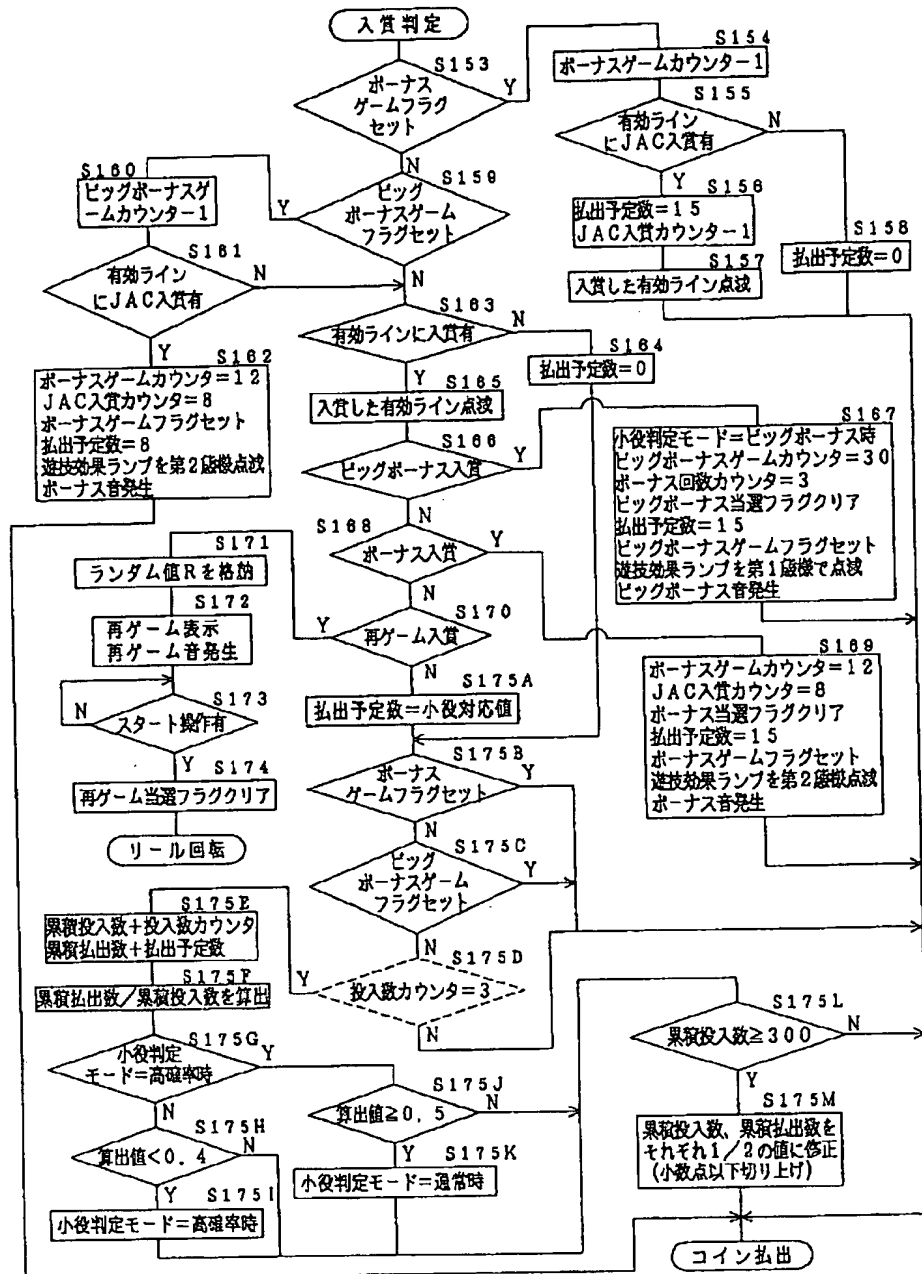 入賞判定
S153
ボーナス
ゲームフラグ
セット
Y
N
S154
ボーナスゲームカウンター1
S155
有効ライン
にJAC入賞有
N
Y
S156
払出予定数=15
JAC入賞カウンター1
S157
入賞した有効ライン点滅
S158
払出予定数=0
S159
ビッグ
ボーナスゲーム
フラグセット
Y
N
S160
ビッグボーナスゲ
ームカウンター1
S161
有効ライン
にJAC入賞有
N
Y
S162
ボーナスゲームカウンタ=12
JAC入賞カウンタ=8
ボーナスゲームフラグセット
払出予定数=8
遊技効果ランプを第2態様点滅
ボーナス音発生
S163
有効ラインに入賞有
N
Y
S164
払出予定数=0
S165
入賞した有効ライン点滅
S166
ビッグボーナス入賞
Y
N
S167
小役判定モード=ビッグボーナス時
ビッグボーナスゲームカウンタ=30
ボーナス回数カウンタ=3
ビッグボーナス当選フラグクリア
払出予定数=15
ビッグボーナスゲームフラグセット
遊技効果ランプを第1態様で点滅
ビッグボーナス音発生
S168
ボーナス入賞
Y
N
S169
ボーナスゲームカウンタ=12
JAC入賞カウンタ=8
ボーナス当選フラグクリア
払出予定数=15
ボーナスゲームフラグセット
遊技効果ランプを第2態様点滅
ボーナス音発生
S170
再ゲーム入賞
Y
N
S171
ランダム値Rを格納
S172
再ゲーム表示
再ゲーム音発生
S173
スタート操作有
N
Y
S174
再ゲーム当選フラグクリア
リール回転
S175A
払出予定数=小役対応値
S175B
ボーナス
ゲームフラグセット
Y
N
S175C
ビッグ
ボーナスゲーム
フラグセット
Y
N
S175D
投入数カウンタ=3
Y
N
S175E
累積投入数+投入数カウンタ
累積払出数+払出予定数
S175F
累積払出数/累積投入数を算出
S175G
小役判定
モード=高確率時
Y
N
S175H
算出値<0.4
N
Y
S175I
小役判定モード=高確率時
S175J
算出値≧0.5
N
Y
S175K
小役判定モード=通常時
S175L
累積投入数≧300
N
Y
S175M
累積投入数、累積払出数を
それぞれ1/2の値に修正
(小数点以下切り上げ)
コイン払出